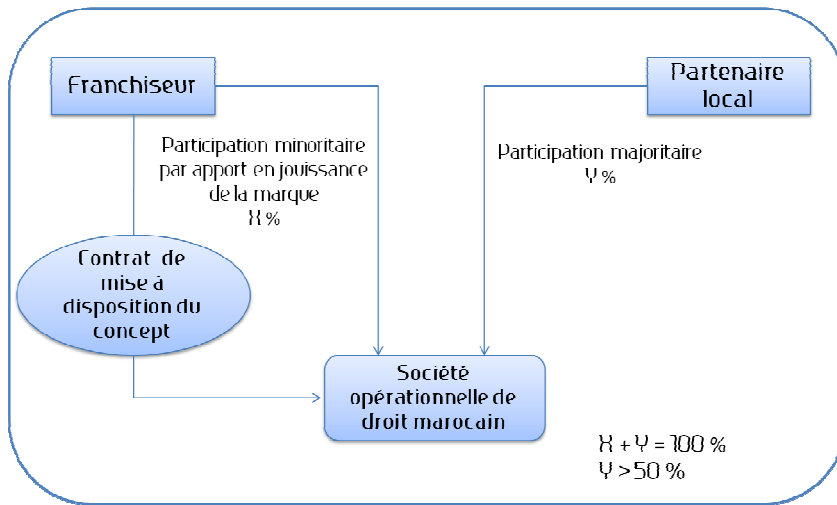 Franchiseur
Partenaire
local
Participation minoritaire
par apport en jouissance
de la marque
X %
Participation majoritaire
Y %
Contrat de
mise à
disposition du
concept
Société
opérationnelle de
droit marocain
X + Y = 100 %
Y > 50 %